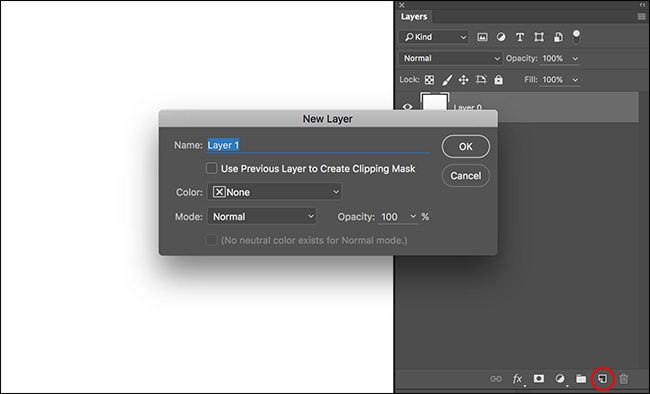 Layers
Kind
Normal Opacity: 100%
Lock: Fill: 100%
Layer 0
New Layer
Name: Layer 1 OK
Use Previous Layer to Create Clipping Mask
Cancel
Color: None
Mode: Normal Opacity: 100 %
(No neutral color exists for Normal mode.)
fx